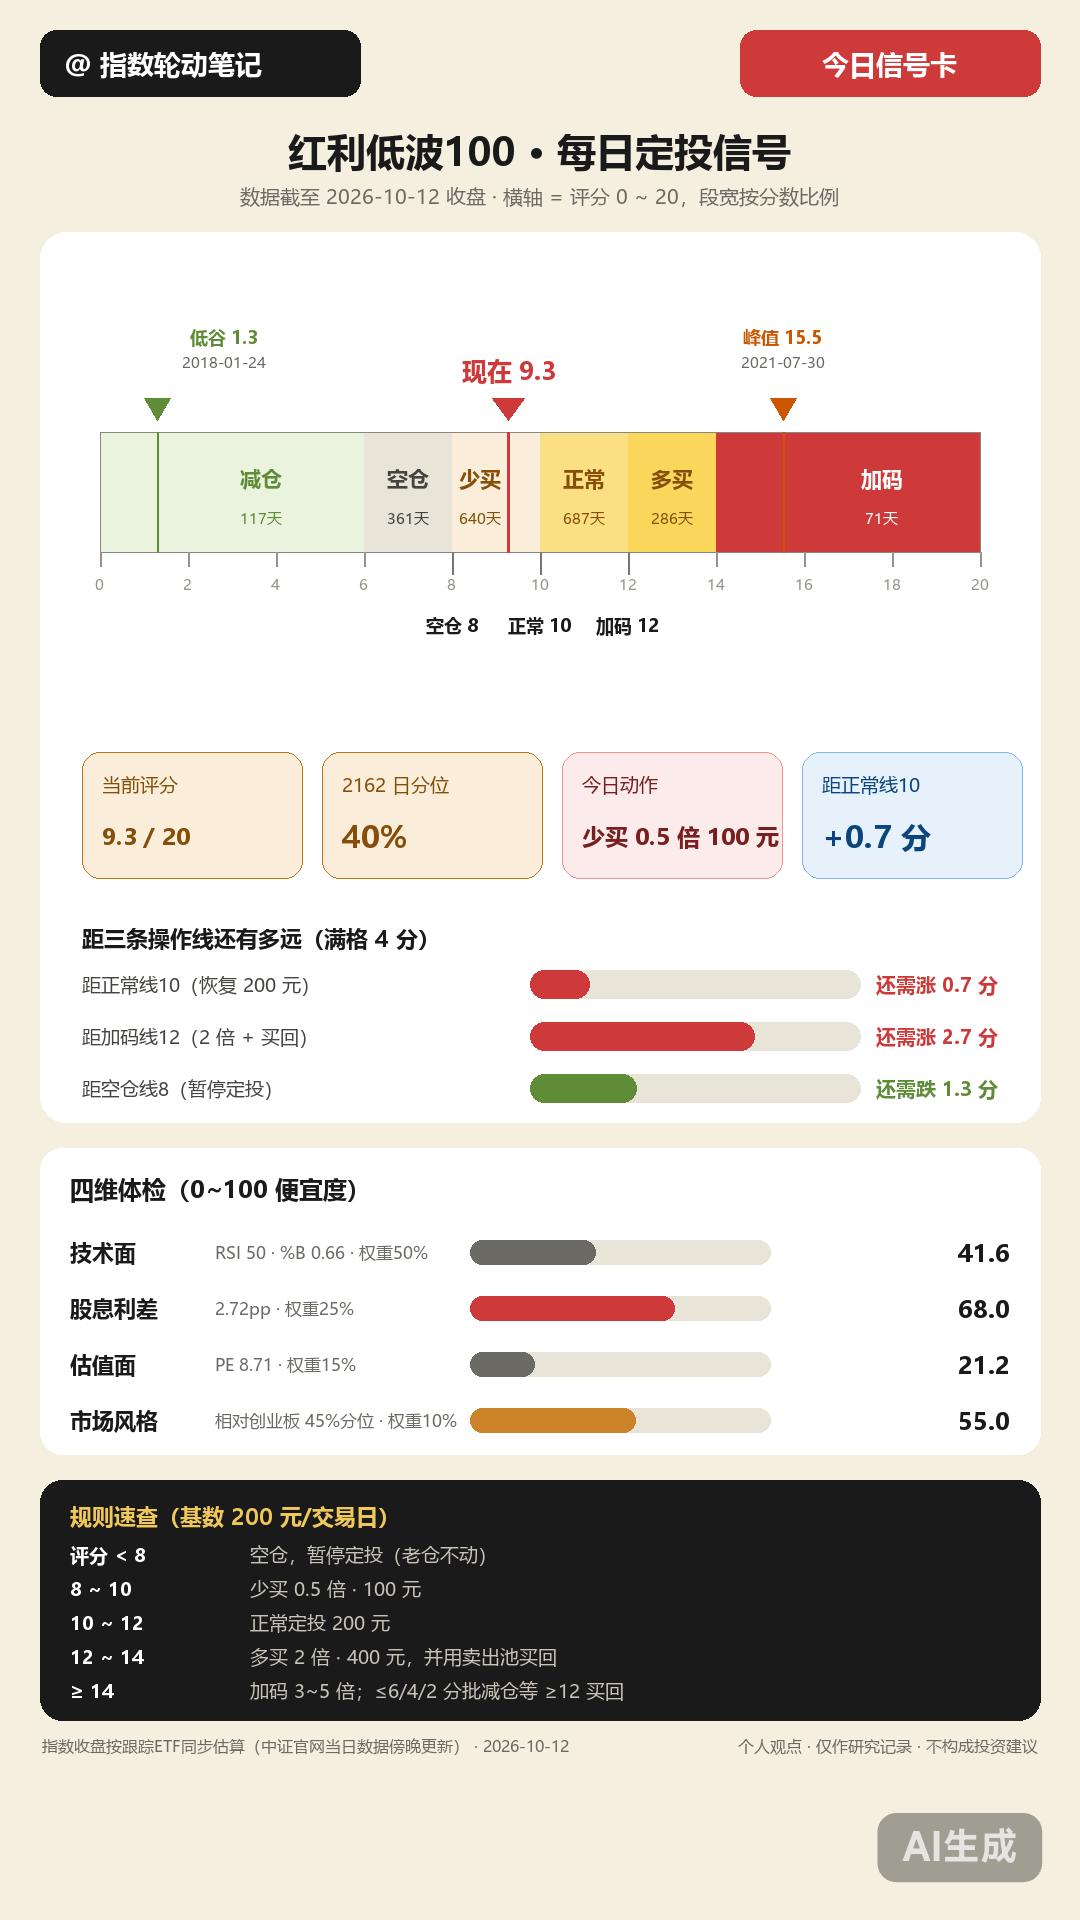 @ 指数轮动笔记
今日信号卡
红利低波100 · 每日定投信号
数据截至 2026-10-12 收盘 · 横轴 = 评分 0 ~ 20，段宽按分数比例
低谷 1.3
2018-01-24
现在 9.3
峰值 15.5
2021-07-30
减仓 空仓 少买 正常 多买 加码
117天 361天 640天 687天 286天 71天
0 2 4 6 8 10 12 14 16 18 20
空仓 8 正常 10 加码 12
当前评分
9.3 / 20
2162 日分位
40%
今日动作
少买 0.5 倍 100 元
距正常线10
+0.7 分
距三条操作线还有多远（满格 4 分）
距正常线10（恢复 200 元） 还需涨 0.7 分
距加码线12（2 倍 + 买回） 还需涨 2.7 分
距空仓线8（暂停定投） 还需跌 1.3 分
四维体检（0~100 便宜度）
技术面 RSI 50 · %B 0.66 · 权重50% 41.6
股息利差 2.72pp · 权重25% 68.0
估值面 PE 8.71 · 权重15% 21.2
市场风格 相对创业板 45%分位 · 权重10% 55.0
规则速查（基数 200 元/交易日）
评分 < 8 空仓，暂停定投（老仓不动）
8 ~ 10 少买 0.5 倍 · 100 元
10 ~ 12 正常定投 200 元
12 ~ 14 多买 2 倍 · 400 元，并用卖出池买回
≥ 14 加码 3~5 倍；≤6/4/2 分批减仓等 ≥12 买回
指数收盘按跟踪ETF同步估算（中证官网当日数据傍晚更新） · 2026-10-12
个人观点 · 仅作研究记录 · 不构成投资建议
AI生成